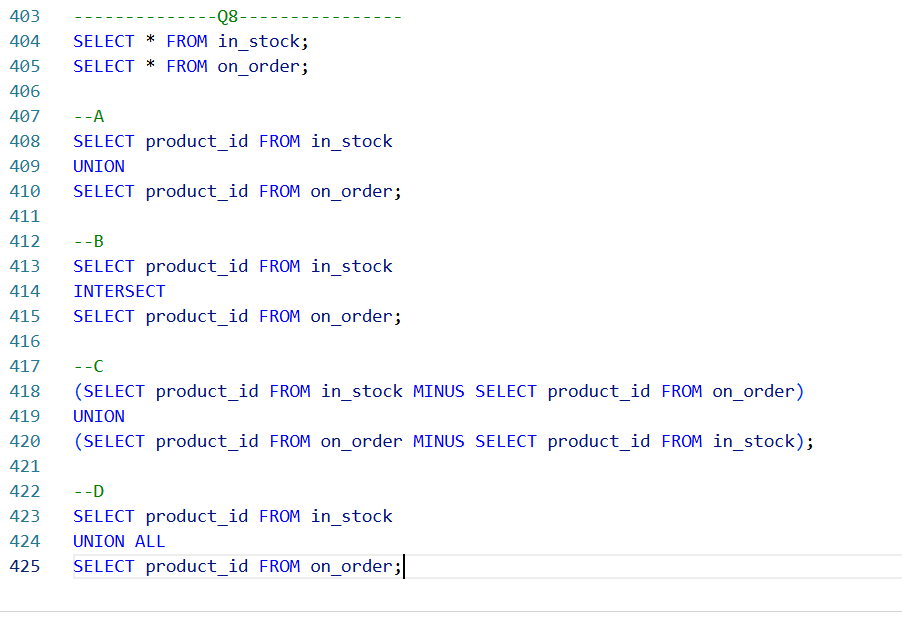 403 --------------Q8----------------
404 SELECT * FROM in_stock;
405 SELECT * FROM on_order;
406
407 --A
408 SELECT product_id FROM in_stock
409 UNION
410 SELECT product_id FROM on_order;
411
412 --B
413 SELECT product_id FROM in_stock
414 INTERSECT
415 SELECT product_id FROM on_order;
416
417 --C
418 (SELECT product_id FROM in_stock MINUS SELECT product_id FROM on_order)
419 UNION
420 (SELECT product_id FROM on_order MINUS SELECT product_id FROM in_stock);
421
422 --D
423 SELECT product_id FROM in_stock
424 UNION ALL
425 SELECT product_id FROM on_order;